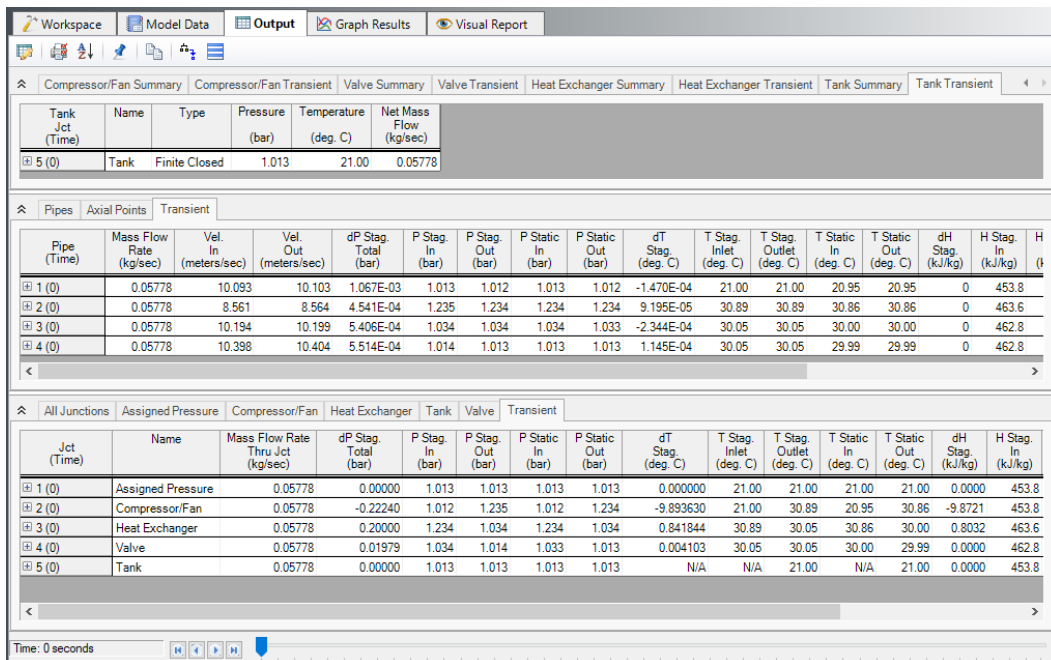 Workspace Model Data Output Graph Results Visual Report
Compressor/Fan Summary Compressor/Fan Transient Valve Summary Valve Transient Heat Exchanger Summary Heat Exchanger Transient Tank Summary Tank Transient
Tank Jct (Time) Name Type Pressure (bar) Temperature (deg. C) Net Mass Flow (kg/sec)
5 (0) Tank Finite Closed 1.013 21.00 0.05778
Pipes Axial Points Transient
Pipe (Time) Mass Flow Rate (kg/sec) Vel. In (meters/sec) Vel. Out (meters/sec) dP Stag. Total (bar) P Stag. In (bar) P Stag. Out (bar) P Static In (bar) P Static Out (bar) dT Stag. (deg. C) T Stag. Inlet (deg. C) T Stag. Outlet (deg. C) T Static In (deg. C) T Static Out (deg. C) dH Stag. (kJ/kg) H Stag. In (kJ/kg) H
1 (0) 0.05778 10.093 10.103 1.067E-03 1.013 1.012 1.013 1.012 -1.470E-04 21.00 21.00 20.95 20.95 0 453.8
2 (0) 0.05778 8.561 8.564 4.541E-04 1.235 1.234 1.234 1.234 9.195E-05 30.89 30.89 30.86 30.86 0 463.6
3 (0) 0.05778 10.194 10.199 5.406E-04 1.034 1.034 1.034 1.033 -2.344E-04 30.05 30.05 30.00 30.00 0 462.8
4 (0) 0.05778 10.398 10.404 5.514E-04 1.014 1.013 1.013 1.013 1.145E-04 30.05 30.05 29.99 29.99 0 462.8
All Junctions Assigned Pressure Compressor/Fan Heat Exchanger Tank Valve Transient
Jct (Time) Name Mass Flow Rate Thru Jct (kg/sec) dP Stag. Total (bar) P Stag. In (bar) P Stag. Out (bar) P Static In (bar) P Static Out (bar) dT Stag. (deg. C) T Stag. Inlet (deg. C) T Stag. Outlet (deg. C) T Static In (deg. C) T Static Out (deg. C) dH Stag. (kJ/kg) H Stag. In (kJ/kg)
1 (0) Assigned Pressure 0.05778 0.00000 1.013 1.013 1.013 1.013 0.000000 21.00 21.00 21.00 21.00 0.0000 453.8
2 (0) Compressor/Fan 0.05778 -0.22240 1.012 1.235 1.012 1.234 -9.893630 21.00 30.89 20.95 30.86 -9.8721 453.8
3 (0) Heat Exchanger 0.05778 0.20000 1.234 1.034 1.234 1.034 0.841844 30.89 30.05 30.86 30.00 0.8032 463.6
4 (0) Valve 0.05778 0.01979 1.034 1.014 1.033 1.013 0.004103 30.05 30.05 30.00 29.99 0.0000 462.8
5 (0) Tank 0.05778 0.00000 1.013 1.013 1.013 1.013 N/A N/A 21.00 N/A 21.00 0.0000 453.8
Time: 0 seconds